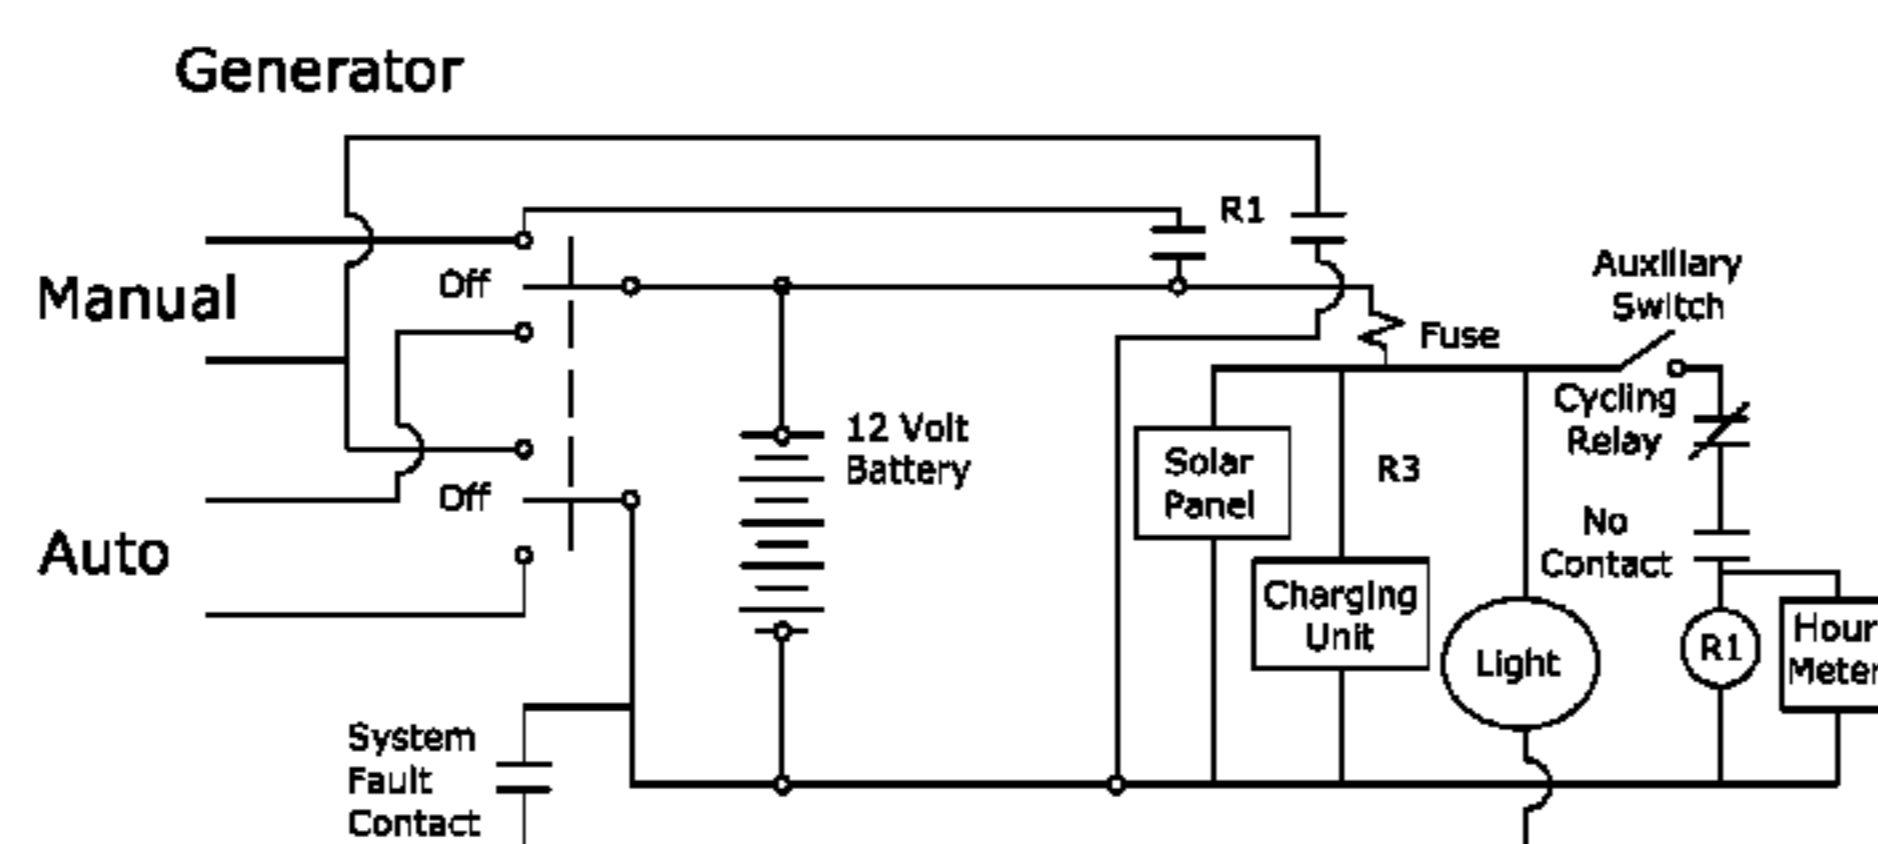 Generator
R1
Auxiliary
Switch
Manual
Off
Fuse
Cycling
Relay
12 Volt
Battery
Solar
Panel
R3
Off
No
Contact
Auto
Charging
Unit
Light
R1
Hour
Meter
System
Fault
Contact